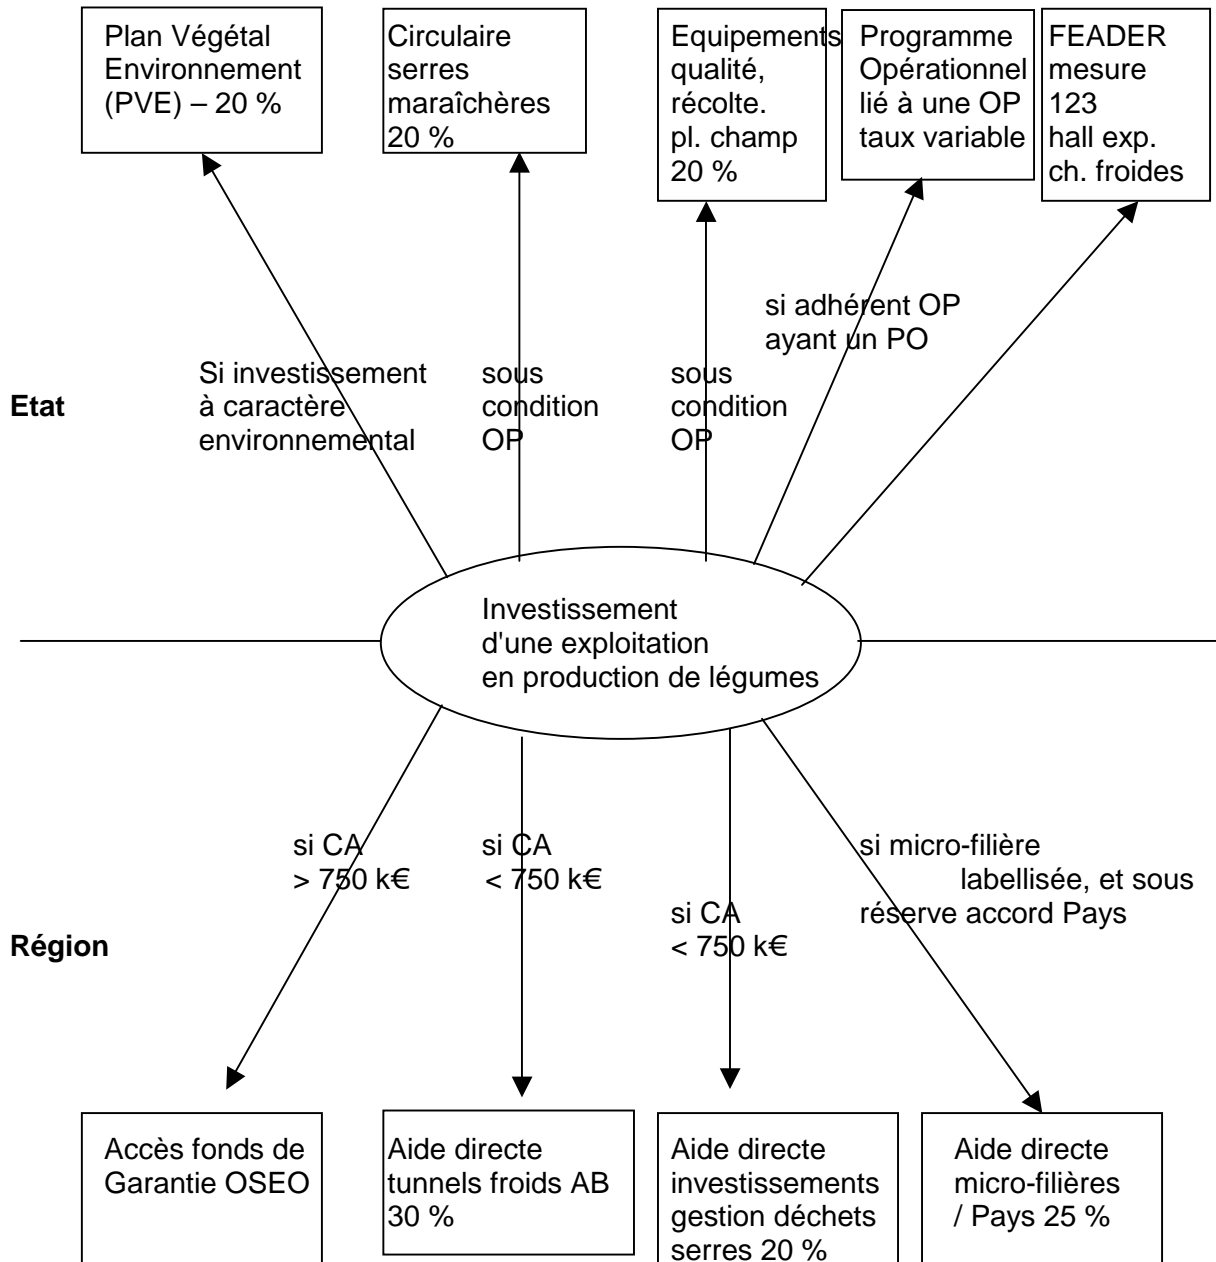 Plan Végétal
Environnement
(PVE) – 20 %
Circulaire
serres
maraîchères
20 %
Equipements
qualité,
récolte.
pl. champ
20 %
Programme
Opérationnel
lié à une OP
taux variable
FEADER
mesure
123
hall exp.
ch. froides
si adhérent OP
ayant un PO
Si investissement
à caractère
environnemental
sous
condition
OP
sous
condition
OP
Etat
Investissement
d'une exploitation
en production de légumes
si CA
> 750 k€
si CA
< 750 k€
si CA
< 750 k€
si micro-filière
labellisée, et sous
réserve accord Pays
Région
Accès fonds de
Garantie OSEO
Aide directe
tunnels froids AB
30 %
Aide directe
investissements
gestion déchets
serres 20 %
Aide directe
micro-filières
/ Pays 25 %